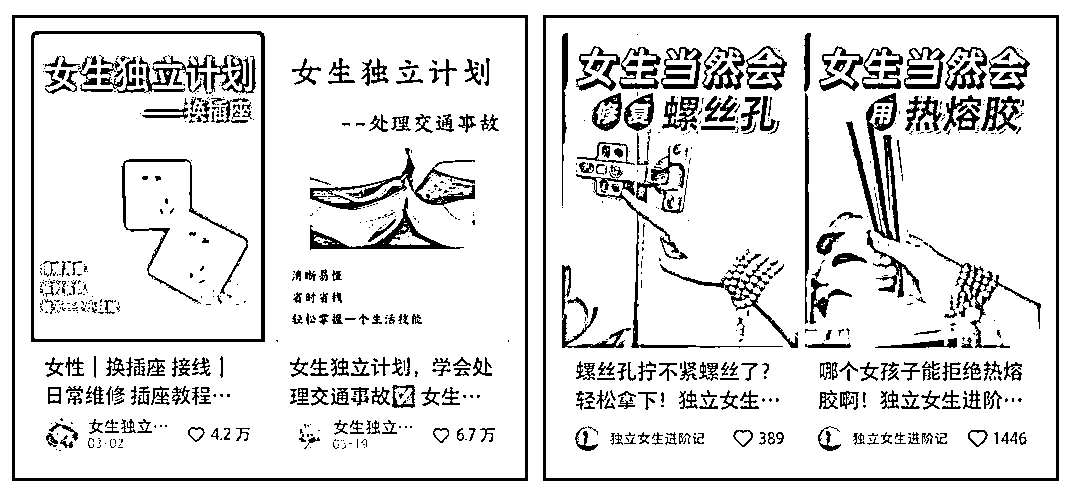 女生独立计划
——换插座
女性｜换插座 接线｜
日常维修 插座教程…
女生独立…
03-02
4.2万
女生独立计划
--处理交通事故
清晰易懂
省时省钱
轻松掌握一个生活技能
女生独立计划，学会处
理交通事故☑ 女生…
女生独立…
4.2万
6.7万
女生当然会
修复螺丝孔
螺丝孔拧不紧螺丝了？
轻松拿下！独立女生…
独立女生进阶记
389
女生当然会
用热熔胶
哪个女孩子能拒绝热熔
胶啊！独立女生进阶…
独立女生进阶记
1446